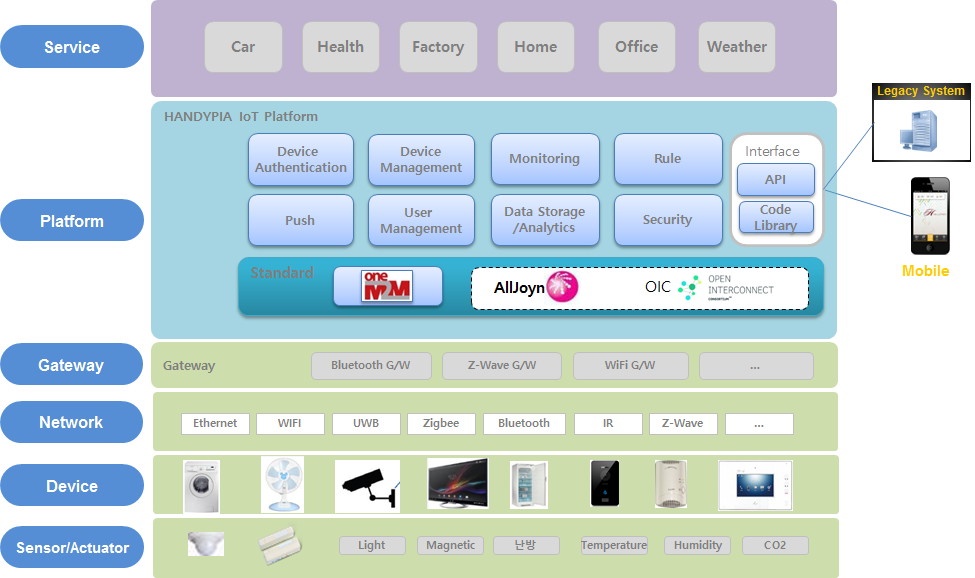 Service
Car
Health
Factory
Home
Office
Weather
Legacy System
HANDYPIA IoT Platform
Device
Authentication
Device
Management
Monitoring
Rule
Interface
API
Code
Library
Platform
Push
User
Management
Data Storage
/Analytics
Security
Mobile
Standard
one
M2M
AllJoyn
OIC
OPEN
INTERCONNECT
CONSORTIUM™
Gateway
Gateway
Bluetooth G/W
Z-Wave G/W
WiFi G/W
...
Network
Ethernet
WIFI
UWB
Zigbee
Bluetooth
IR
Z-Wave
...
Device
Sensor/Actuator
Light
Magnetic
난방
Temperature
Humidity
CO2